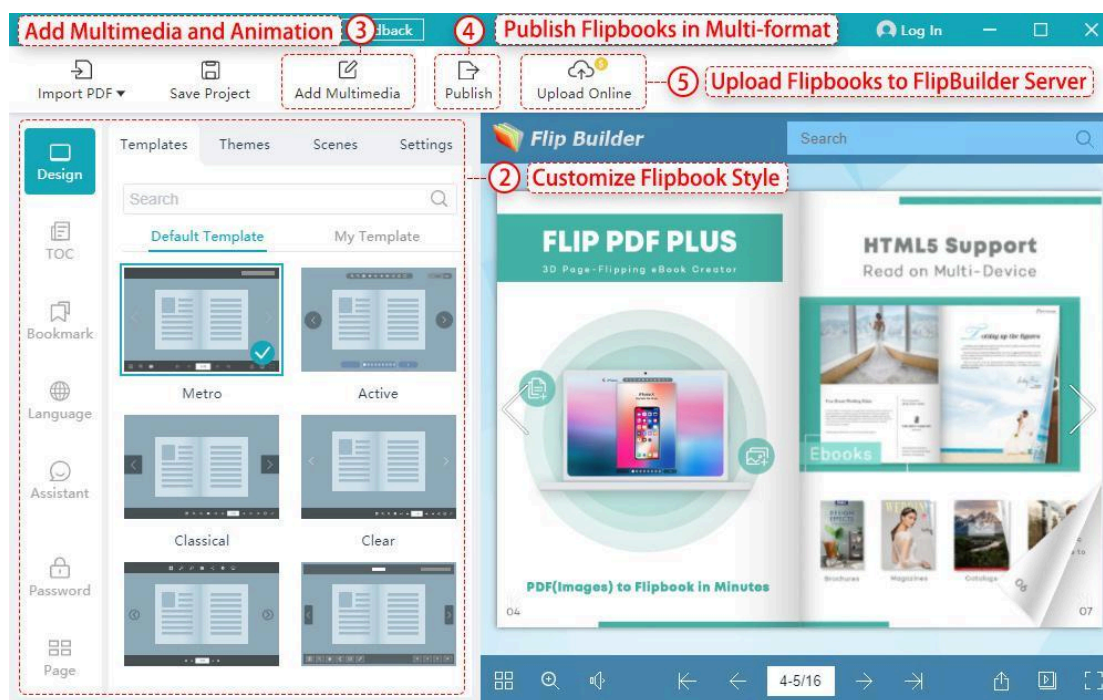 Add Multimedia and Animation ③ dback
④ Publish Flipbooks in Multi-format
Log In
Import PDF
Save Project
Add Multimedia
Publish
Upload Online
⑤ Upload Flipbooks to FlipBuilder Server
Design
TOC
Bookmark
Language
Assistant
Password
Page
Templates Themes Scenes Settings
Search
Default Template My Template
Metro Active
Classical Clear
Flip Builder
Search
② Customize Flipbook Style
FLIP PDF PLUS
3D Page-Flipping eBook Creator
PDF(Images) to Flipbook in Minutes
04
HTML5 Support
Read on Multi-Device
Ebooks
Brochures Magazines Catalogs
07
4-5/16